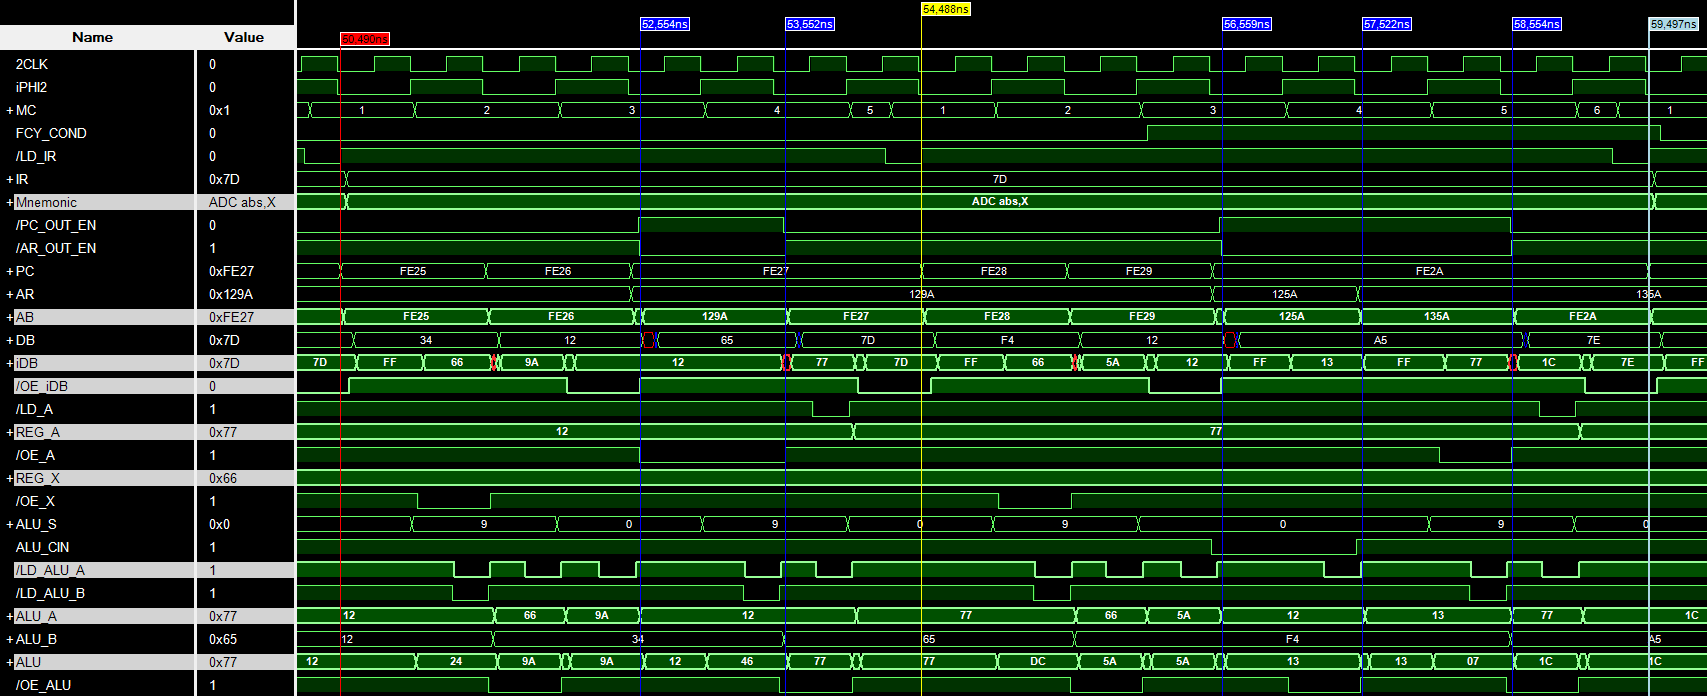 54,488ns
52,554ns 53,552ns 56,559ns 57,522ns 58,554ns 59,497ns
Name Value 50,490ns
2CLK 0
iPHI2 0
+MC 0x1 1 2 3 4 5 1 2 3 4 5 6 1
FCY_COND 0
/LD_IR 0
+IR 0x7D 7D
+Mnemonic ADC abs,X ADC abs,X
/PC_OUT_EN 0
/AR_OUT_EN 1
+PC 0xFE27 FE25 FE26 FE27 FE28 FE29 FE2A
+AR 0x129A 129A 125A 135A
+AB 0xFE27 FE25 FE26 129A FE27 FE28 FE29 125A 135A FE2A
+DB 0x7D 34 12 65 7D F4 12 A5 7E
+iDB 0x7D 7D FF 66 9A 12 77 7D FF 66 5A 12 FF 13 FF 77 1C 7E FF
/OE_iDB 0
/LD_A 1
+REG_A 0x77 12 77
/OE_A 1
+REG_X 0x66
/OE_X 1
+ALU_S 0x0 9 0 9 0 9 0 9 0
ALU_CIN 1
/LD_ALU_A 1
/LD_ALU_B 1
+ALU_A 0x77 12 66 9A 12 77 66 5A 12 13 77 1C
+ALU_B 0x65 12 34 65 F4 A5
+ALU 0x77 12 24 9A 9A 12 46 77 77 DC 5A 5A 13 13 07 1C 1C
/OE_ALU 1